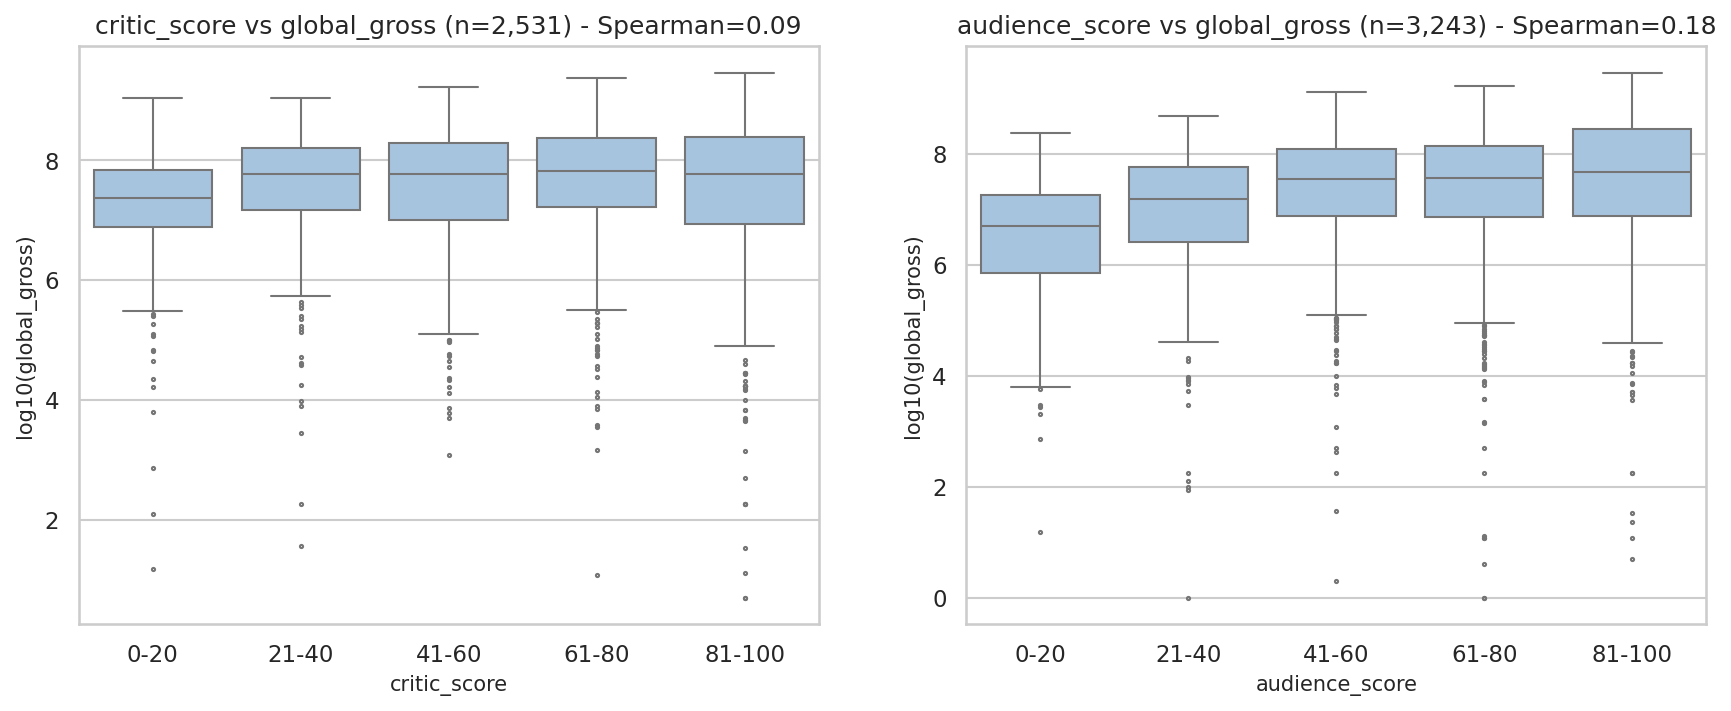 critic_score vs global_gross (n=2,531) - Spearman=0.09
log10(global_gross)
8
6
4
2
0-20 21-40 41-60 61-80 81-100
critic_score
audience_score vs global_gross (n=3,243) - Spearman=0.18
log10(global_gross)
8
6
4
2
0
0-20 21-40 41-60 61-80 81-100
audience_score